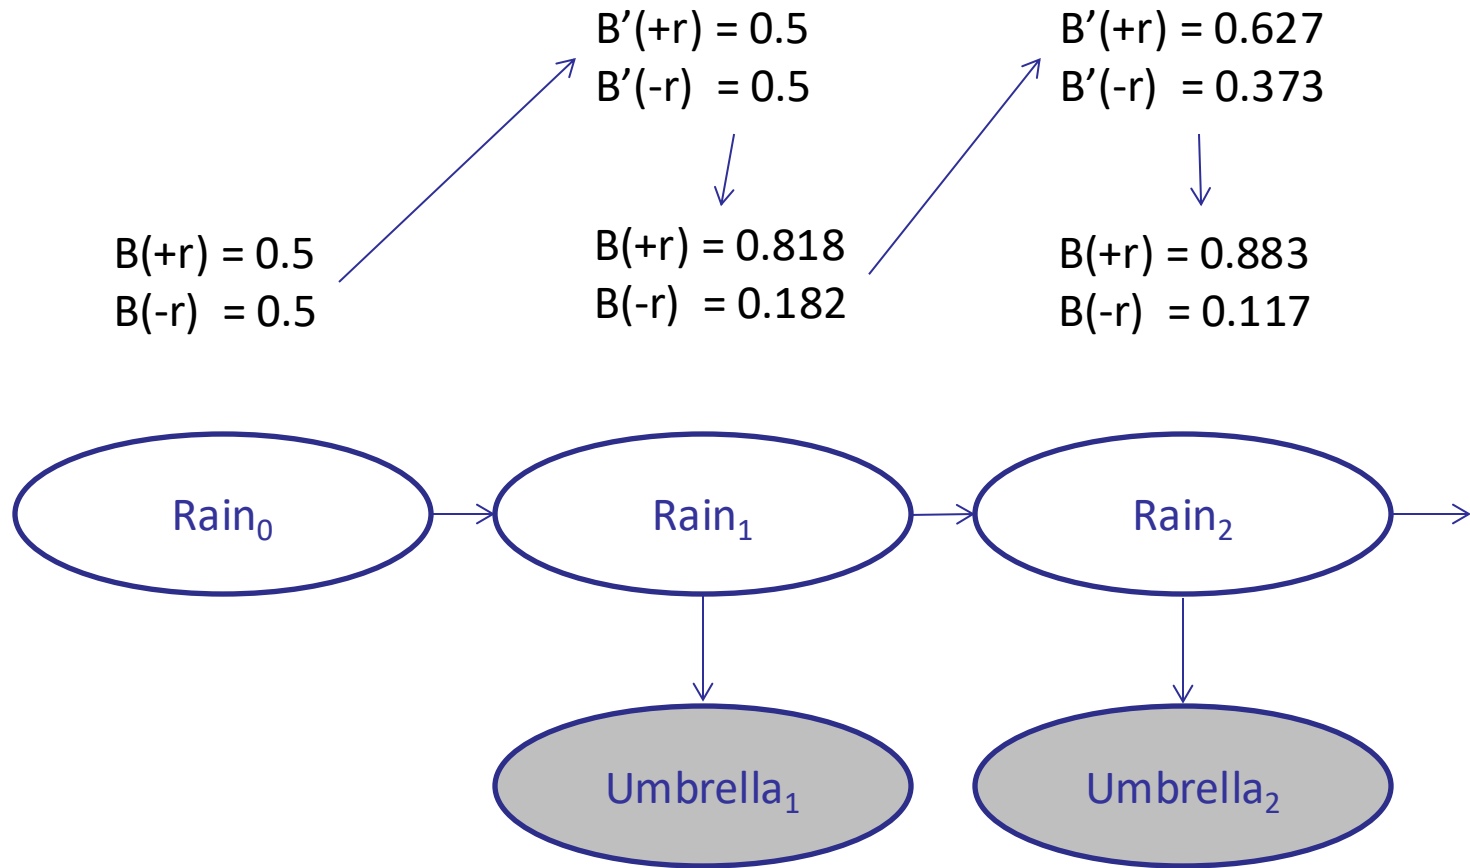 B’(+r) = 0.5
B’(-r) = 0.5
B’(+r) = 0.627
B’(-r) = 0.373
B(+r) = 0.5
B(-r) = 0.5
B(+r) = 0.818
B(-r) = 0.182
B(+r) = 0.883
B(-r) = 0.117
Rain₀
Rain₁
Rain₂
Umbrella₁
Umbrella₂